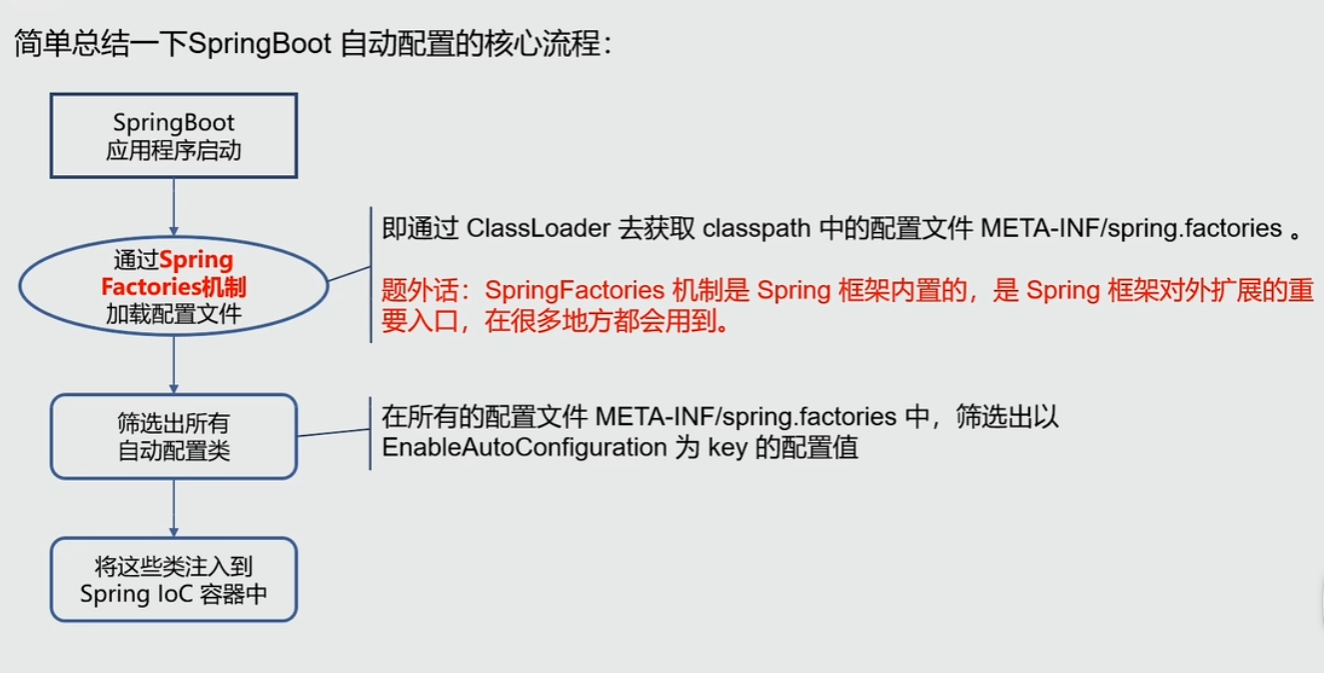 简单总结一下SpringBoot 自动配置的核心流程：
SpringBoot
应用程序启动
通过Spring
Factories机制
加载配置文件
即通过 ClassLoader 去获取 classpath 中的配置文件 META-INF/spring.factories 。
题外话：SpringFactories 机制是 Spring 框架内置的，是 Spring 框架对外扩展的重
要入口，在很多地方都会用到。
筛选出所有
自动配置类
在所有的配置文件 META-INF/spring.factories 中，筛选出以
EnableAutoConfiguration 为 key 的配置值
将这些类注入到
Spring IoC 容器中